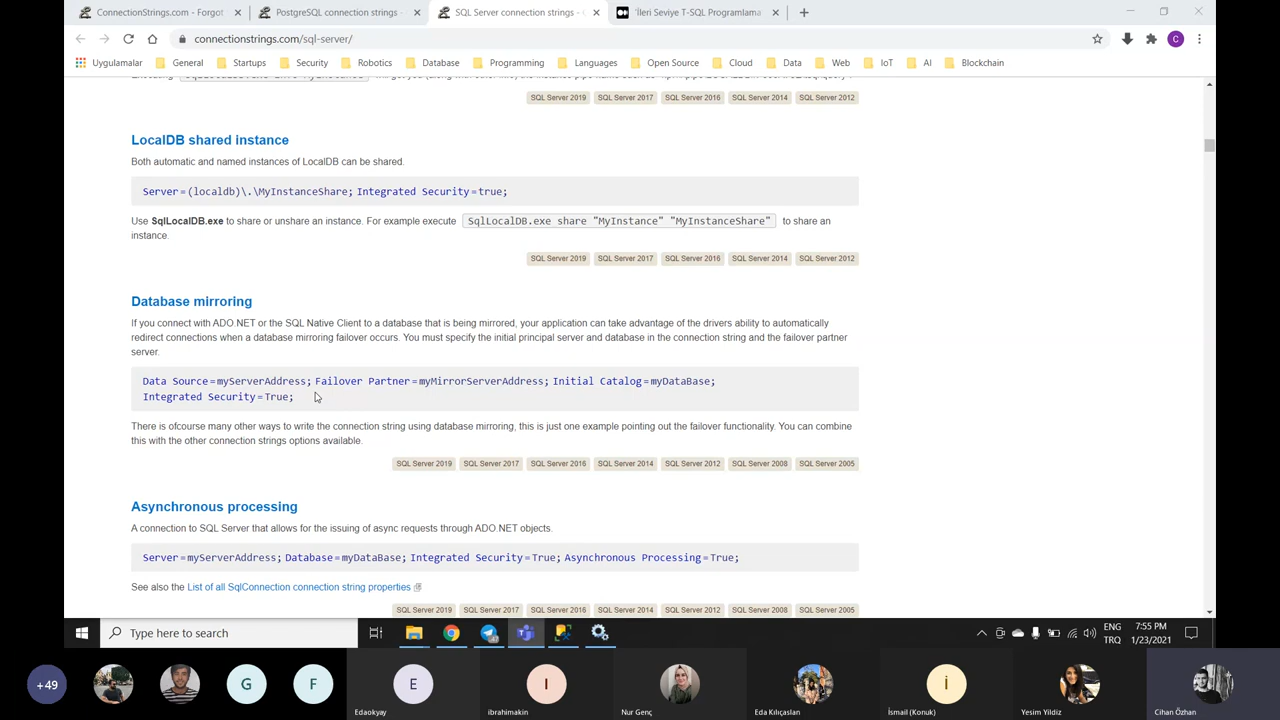 ConnectionStrings.com - Forgot
PostgreSQL connection strings -
SQL Server connection strings -
'İleri Seviye T-SQL Programlama'
connectionstrings.com/sql-server/
Uygulamalar
General
Startups
Security
Robotics
Database
Programming
Languages
Open Source
Cloud
Data
Web
IoT
AI
Blockchain
SQL Server 2019 SQL Server 2017 SQL Server 2016 SQL Server 2014 SQL Server 2012
LocalDB shared instance
Both automatic and named instances of LocalDB can be shared.
Server=(localdb)\.\MyInstanceShare; Integrated Security=true;
Use SqlLocalDB.exe to share or unshare an instance. For example execute SqlLocalDB.exe share "MyInstance" "MyInstanceShare" to share an
instance.
SQL Server 2019 SQL Server 2017 SQL Server 2016 SQL Server 2014 SQL Server 2012
Database mirroring
If you connect with ADO.NET or the SQL Native Client to a database that is being mirrored, your application can take advantage of the drivers ability to automatically
redirect connections when a database mirroring failover occurs. You must specify the initial principal server and database in the connection string and the failover partner
server.
Data Source=myServerAddress; Failover Partner=myMirrorServerAddress; Initial Catalog=myDataBase;
Integrated Security=True;
There is ofcourse many other ways to write the connection string using database mirroring, this is just one example pointing out the failover functionality. You can combine
this with the other connection strings options available.
SQL Server 2019 SQL Server 2017 SQL Server 2016 SQL Server 2014 SQL Server 2012 SQL Server 2008 SQL Server 2005
Asynchronous processing
A connection to SQL Server that allows for the issuing of async requests through ADO.NET objects.
Server=myServerAddress; Database=myDataBase; Integrated Security=True; Asynchronous Processing=True;
See also the List of all SqlConnection connection string properties
SQL Server 2019 SQL Server 2017 SQL Server 2016 SQL Server 2014 SQL Server 2012 SQL Server 2008 SQL Server 2005
Type here to search
ENG
TRQ
7:55 PM
1/23/2021
+49
G
F
E
I
İ
C
Edaokyay
ibrahimakin
Nur Genç
Eda Kılıçaslan
İsmail (Konuk)
Yesim Yildiz
Cihan Özhan